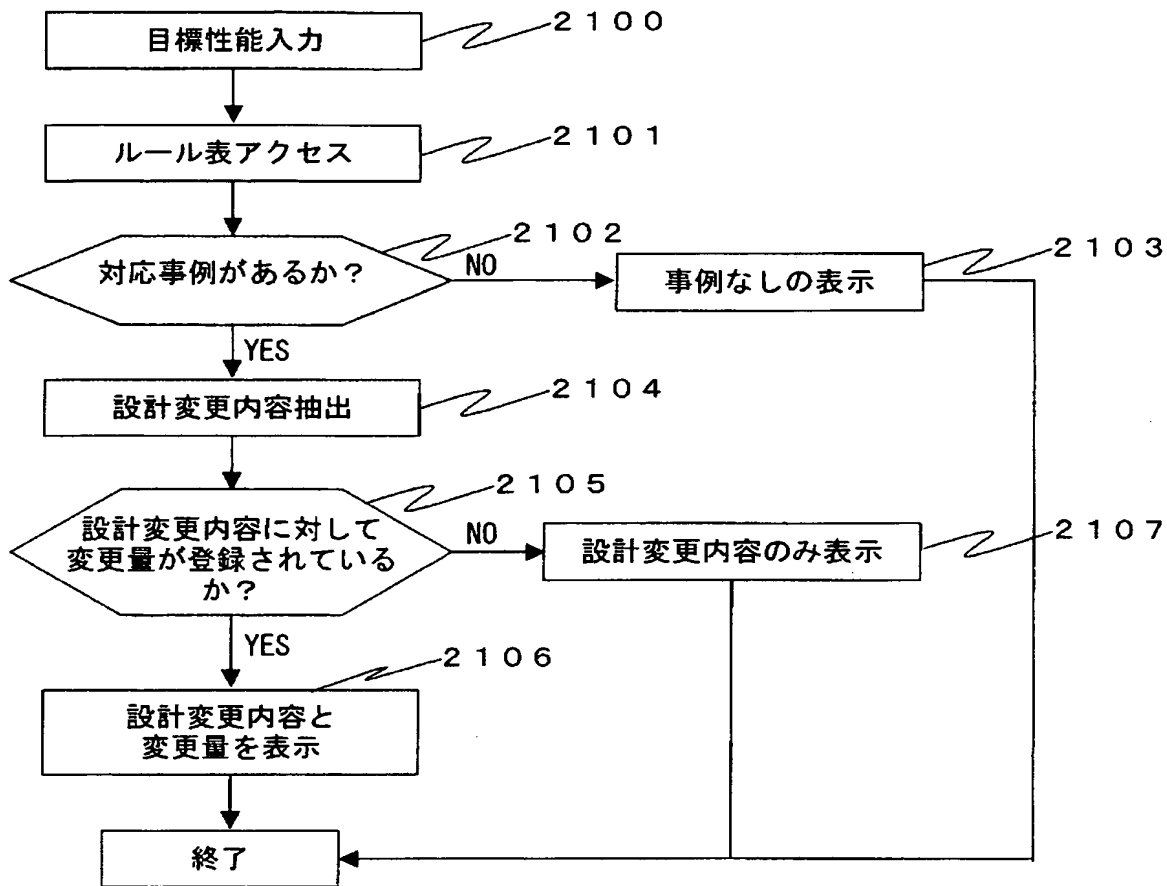 目標性能入力
2100
ルール表アクセス
2101
対応事例があるか?
2102
NO
事例なしの表示
2103
YES
設計変更内容抽出
2104
設計変更内容に対して
変更量が登録されている
か?
2105
NO
設計変更内容のみ表示
2107
YES
設計変更内容と
変更量を表示
2106
終了